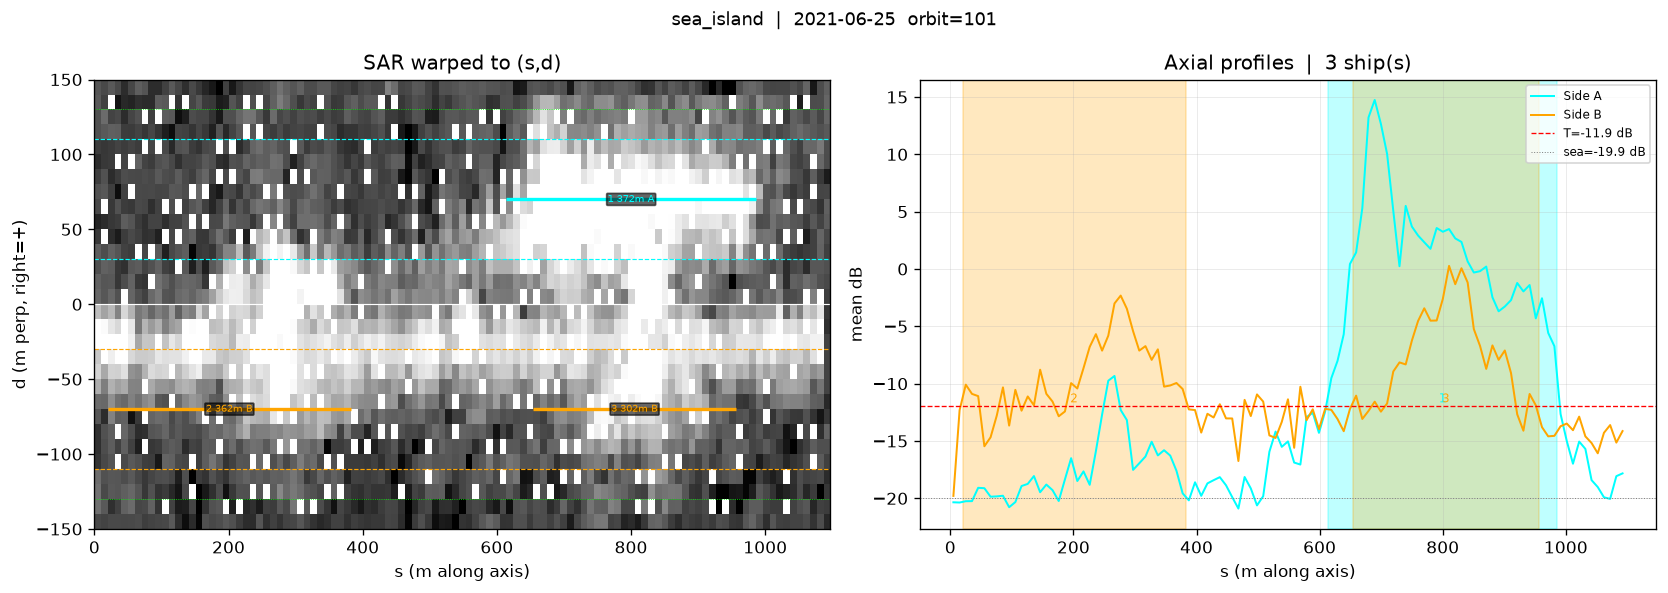 sea_island | 2021-06-25 orbit=101
SAR warped to (s,d)
d (m perp, right=+)
150
100
50
0
−50
−100
−150
1 372m A
2 362m B
3 302m B
0 200 400 600 800 1000
s (m along axis)
Axial profiles | 3 ship(s)
mean dB
15
10
5
0
−5
−10
−15
−20
Side A
Side B
T=-11.9 dB
sea=-19.9 dB
2
3
0 200 400 600 800 1000
s (m along axis)